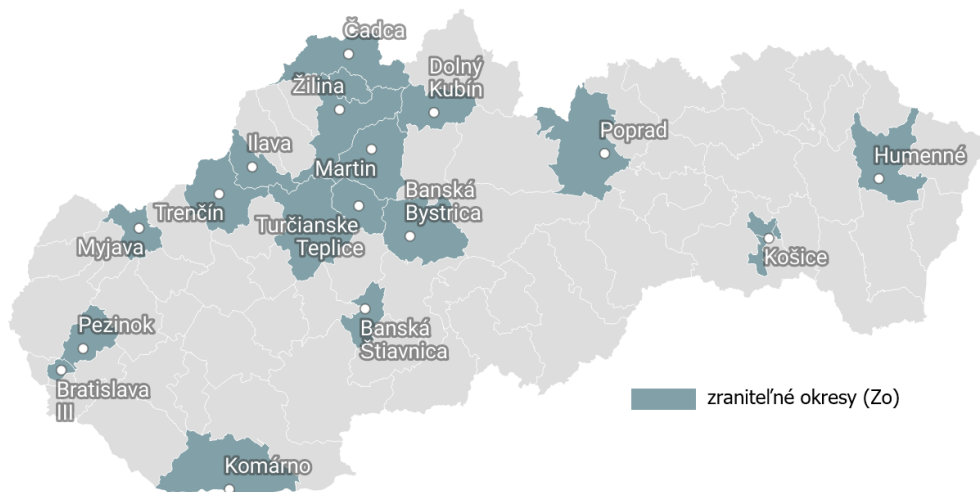 Čadca
Dolný
Kubín
Žilina
Poprad
Ilava
Humenné
Martin
Banská
Bystrica
Trenčín
Turčianske
Teplice
Myjava
Košice
Pezinok
Banská
Štiavnica
Bratislava
III
zraniteľné okresy (Zo)
Komárno